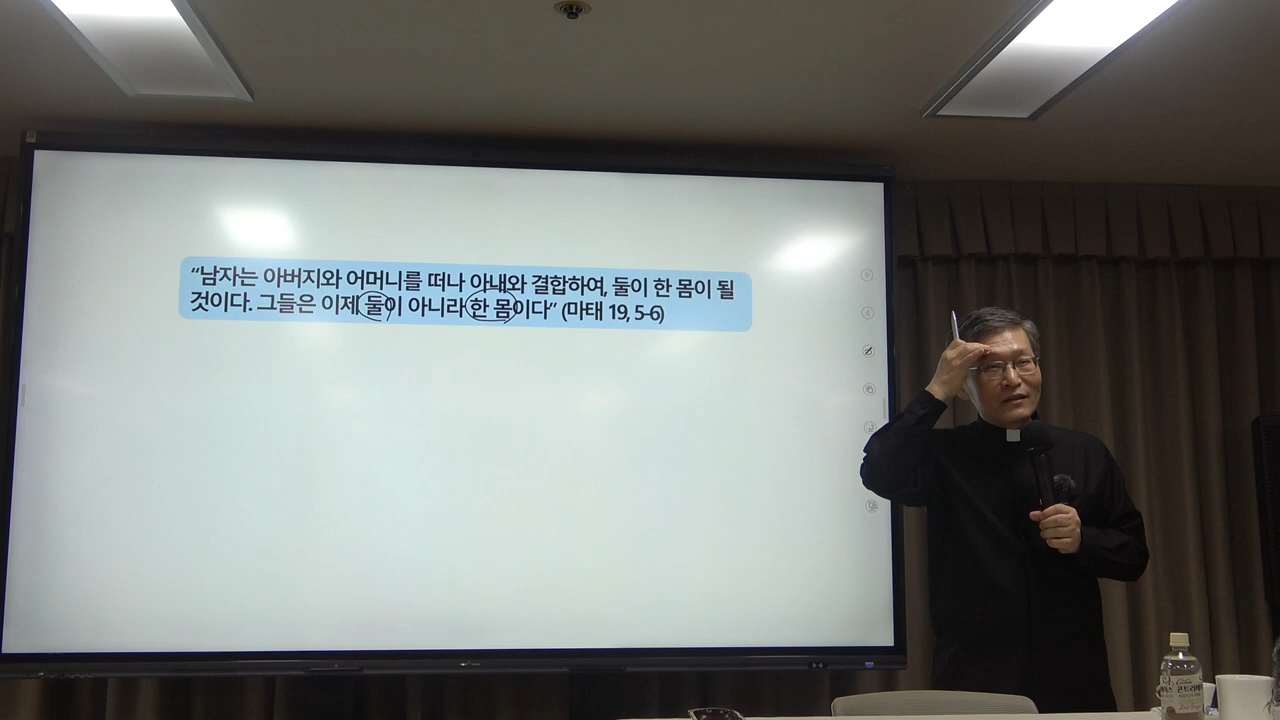 “남자는 아버지와 어머니를 떠나 아내와 결합하여, 둘이 한 몸이 될
것이다. 그들은 이제 둘이 아니라 한 몸이다” (마태 19, 5-6)